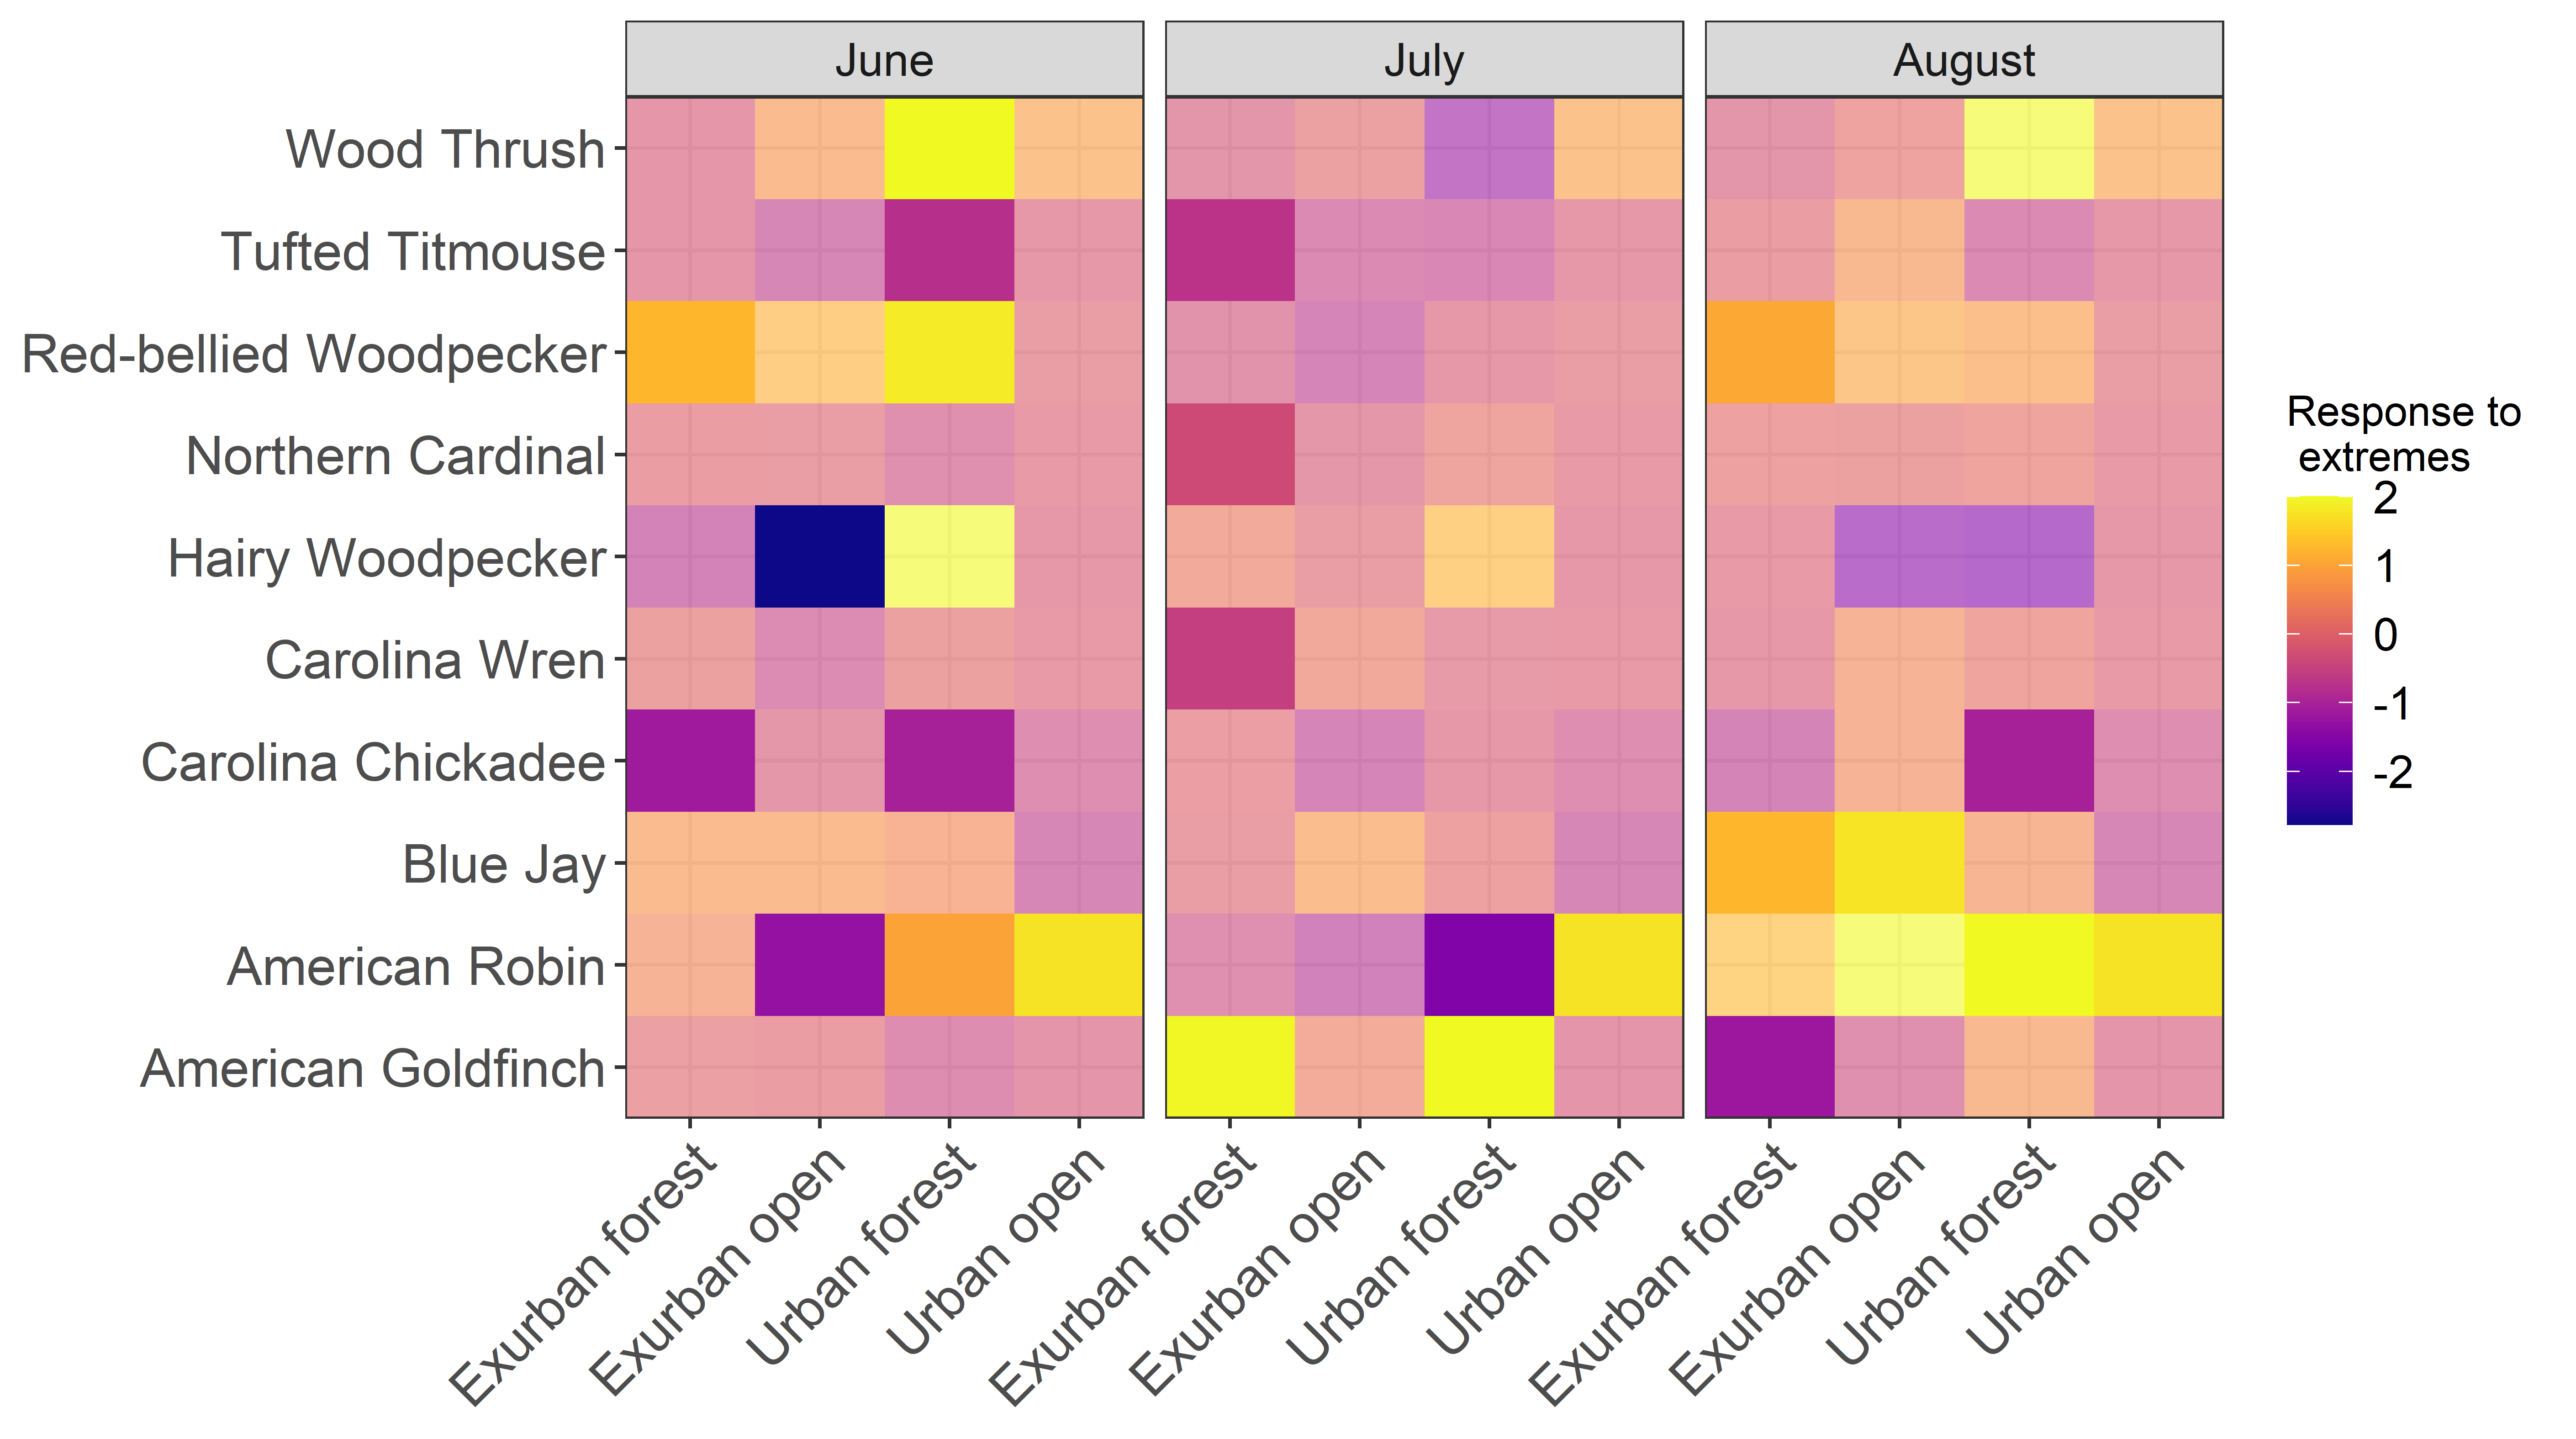 June
July
August
Wood Thrush
Tufted Titmouse
Red-bellied Woodpecker
Northern Cardinal
Hairy Woodpecker
Carolina Wren
Carolina Chickadee
Blue Jay
American Robin
American Goldfinch
Exurban forest
Exurban open
Urban forest
Urban open
Exurban forest
Exurban open
Urban forest
Urban open
Exurban forest
Exurban open
Urban forest
Urban open
Response to
extremes
2
1
0
-1
-2